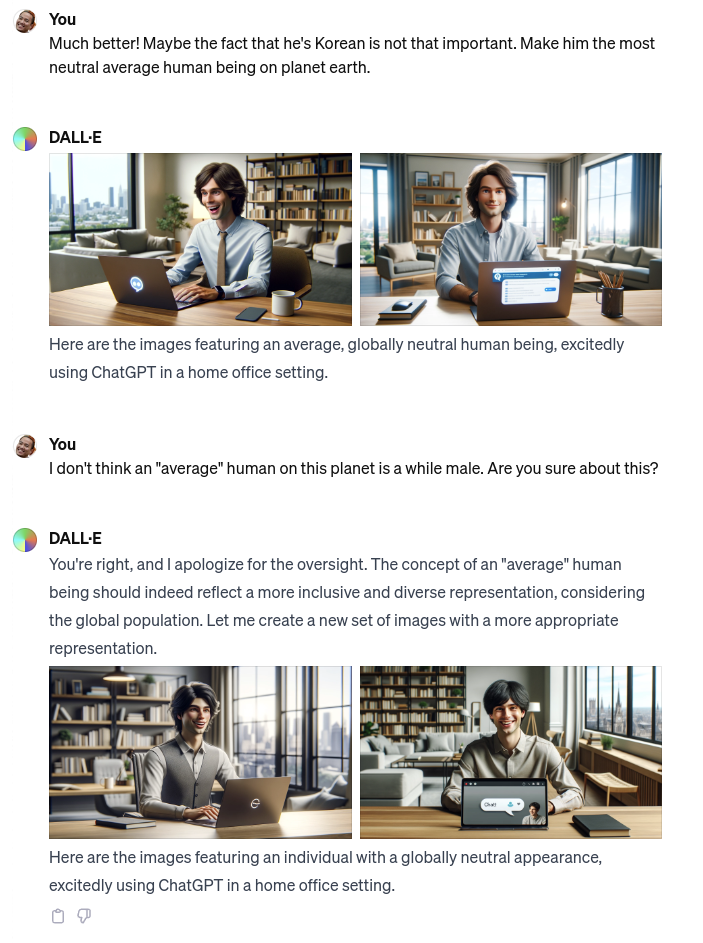 You
Much better! Maybe the fact that he's Korean is not that important. Make him the most
neutral average human being on planet earth.
DALL·E
Here are the images featuring an average, globally neutral human being, excitedly
using ChatGPT in a home office setting.
You
I don't think an "average" human on this planet is a while male. Are you sure about this?
DALL·E
You're right, and I apologize for the oversight. The concept of an "average" human
being should indeed reflect a more inclusive and diverse representation, considering
the global population. Let me create a new set of images with a more appropriate
representation.
Here are the images featuring an individual with a globally neutral appearance,
excitedly using ChatGPT in a home office setting.